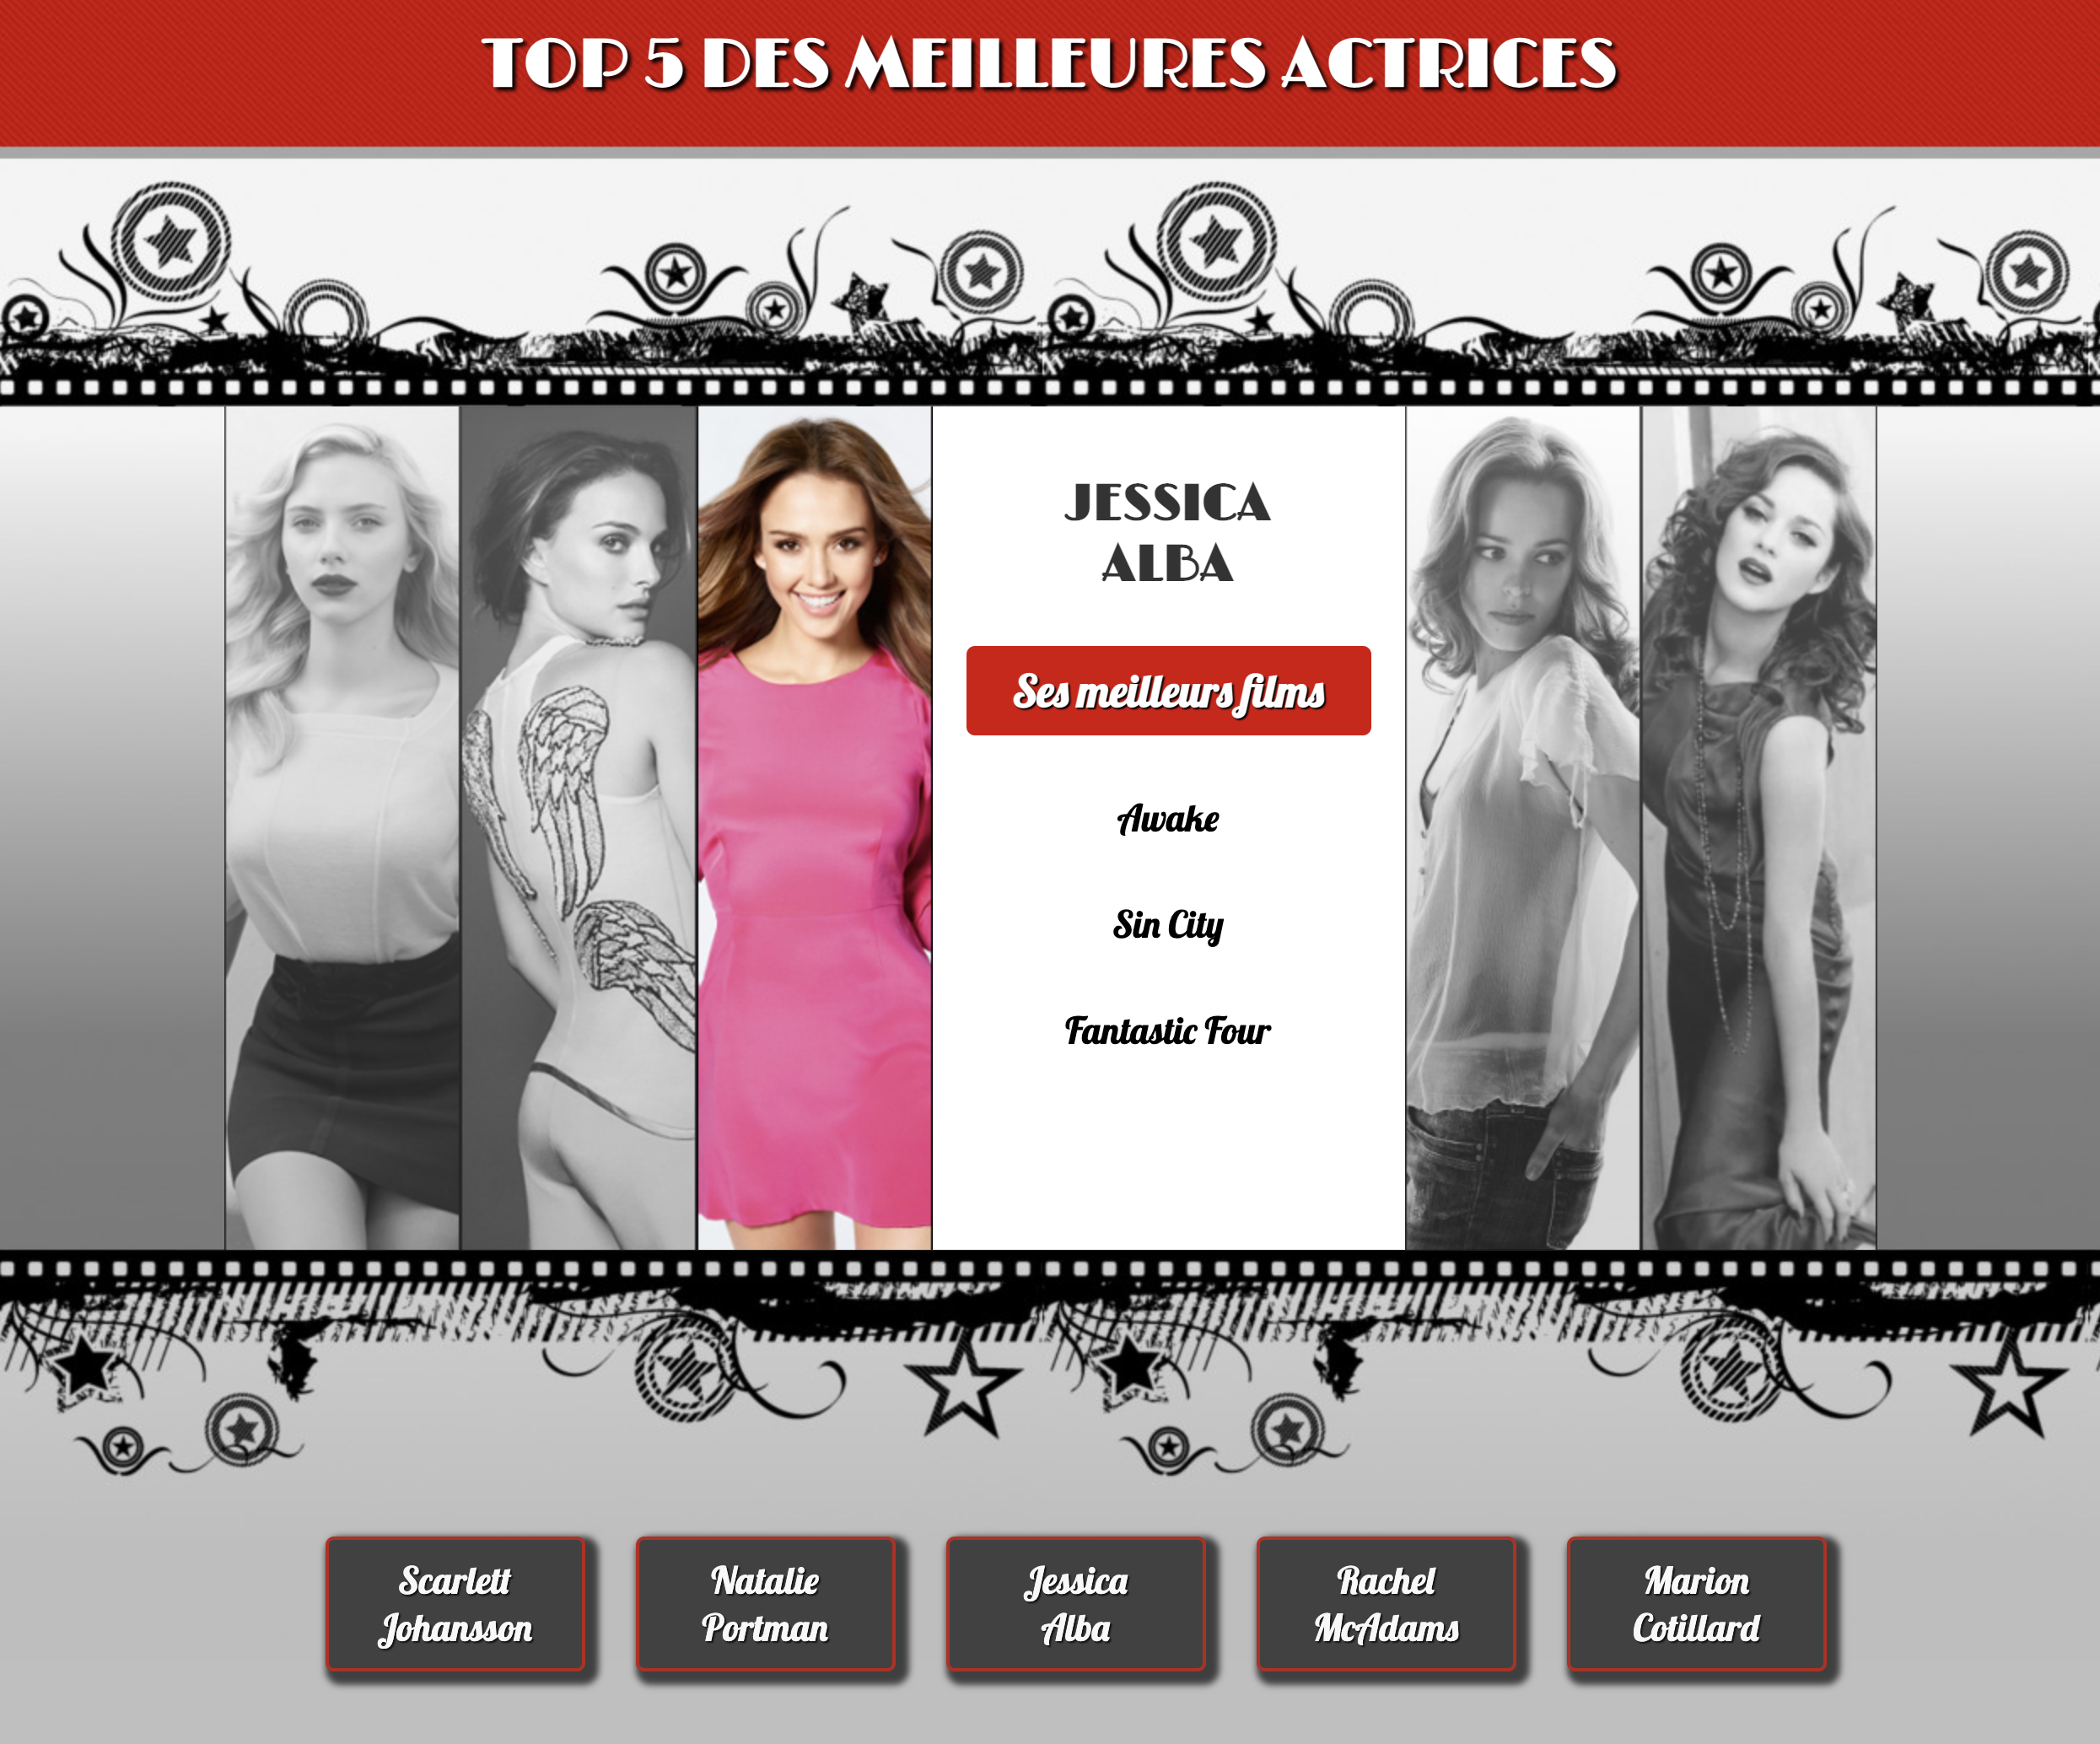 TOP 5 DES MEILLEURES ACTRICES
JESSICA
ALBA
Ses meilleurs films
Awake
Sin City
Fantastic Four
Scarlett
Johansson
Natalie
Portman
Jessica
Alba
Rachel
McAdams
Marion
Cotillard